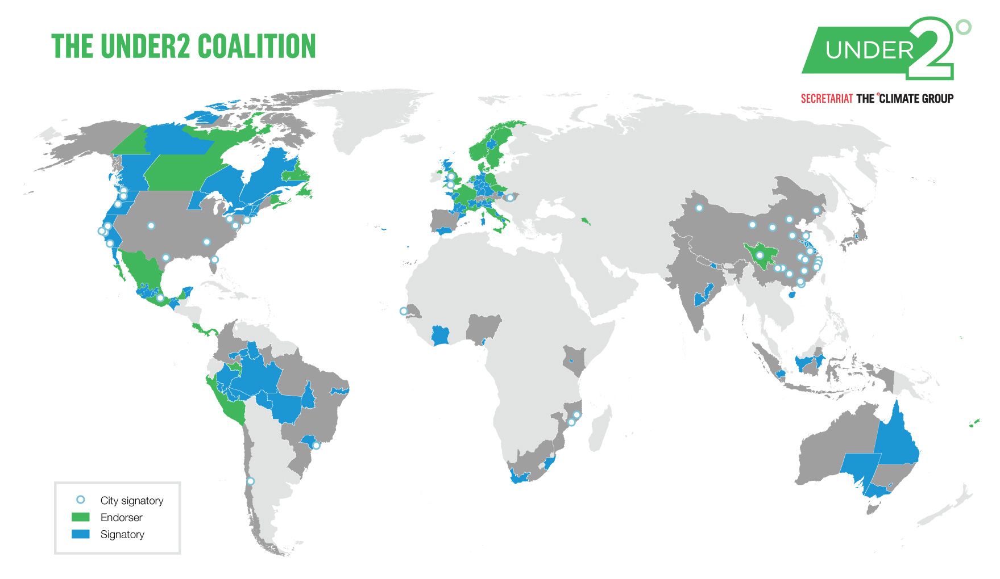 THE UNDER2 COALITION
UNDER2°
SECRETARIAT THE °CLIMATE GROUP
City signatory
Endorser
Signatory